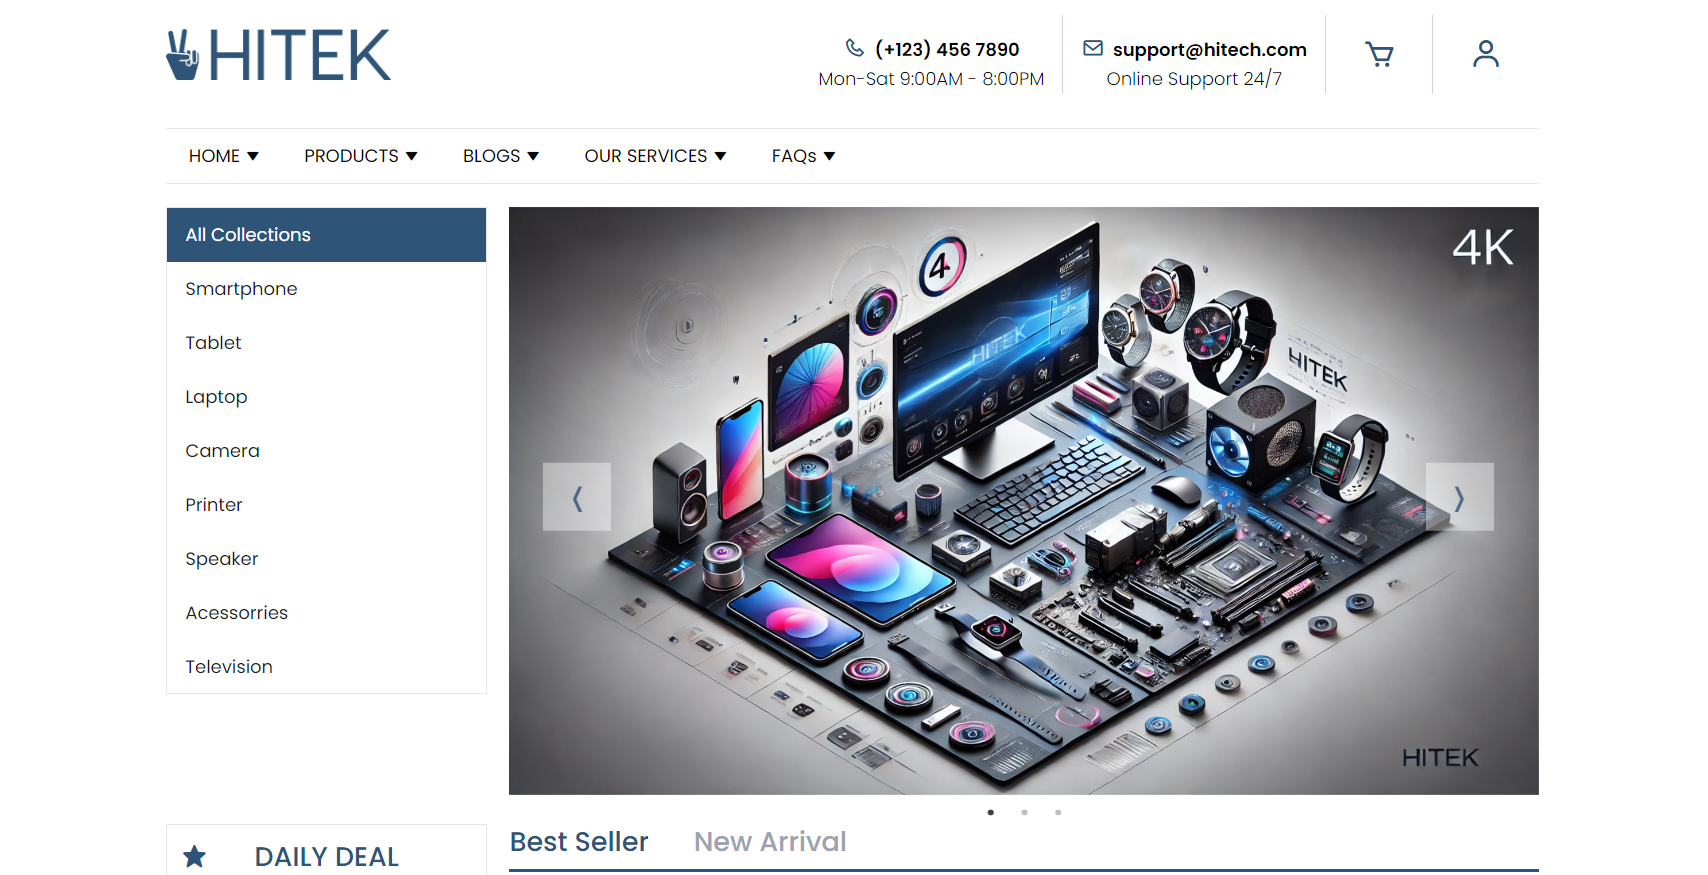 HITEK
(+123) 456 7890
Mon-Sat 9:00AM - 8:00PM
support@hitech.com
Online Support 24/7
HOME
PRODUCTS
BLOGS
OUR SERVICES
FAQs
All Collections
Smartphone
Tablet
Laptop
Camera
Printer
Speaker
Acessorries
Television
4K
4
HITEK
HITEK
HITEK
DAILY DEAL
Best Seller
New Arrival